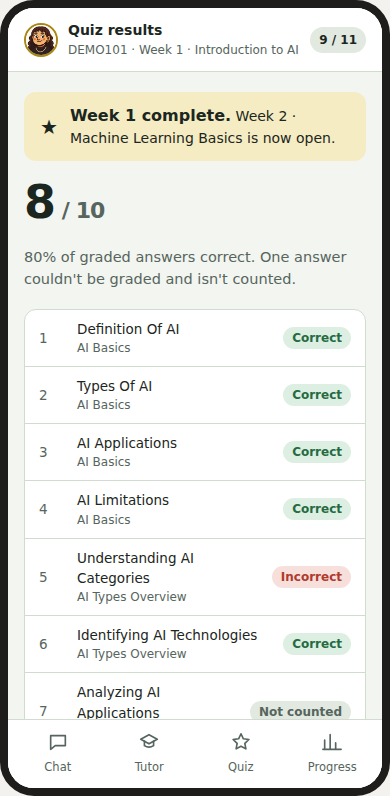 Quiz results
DEMO101 · Week 1 · Introduction to AI
9 / 11
★ Week 1 complete. Week 2 ·
Machine Learning Basics is now open.
8 / 10
80% of graded answers correct. One answer
couldn't be graded and isn't counted.
1 Definition Of AI Correct
AI Basics
2 Types Of AI Correct
AI Basics
3 AI Applications Correct
AI Basics
4 AI Limitations Correct
AI Basics
5 Understanding AI
Categories Incorrect
AI Types Overview
6 Identifying AI Technologies Correct
AI Types Overview
7 Analyzing AI
Applications Not counted
Chat Tutor Quiz Progress